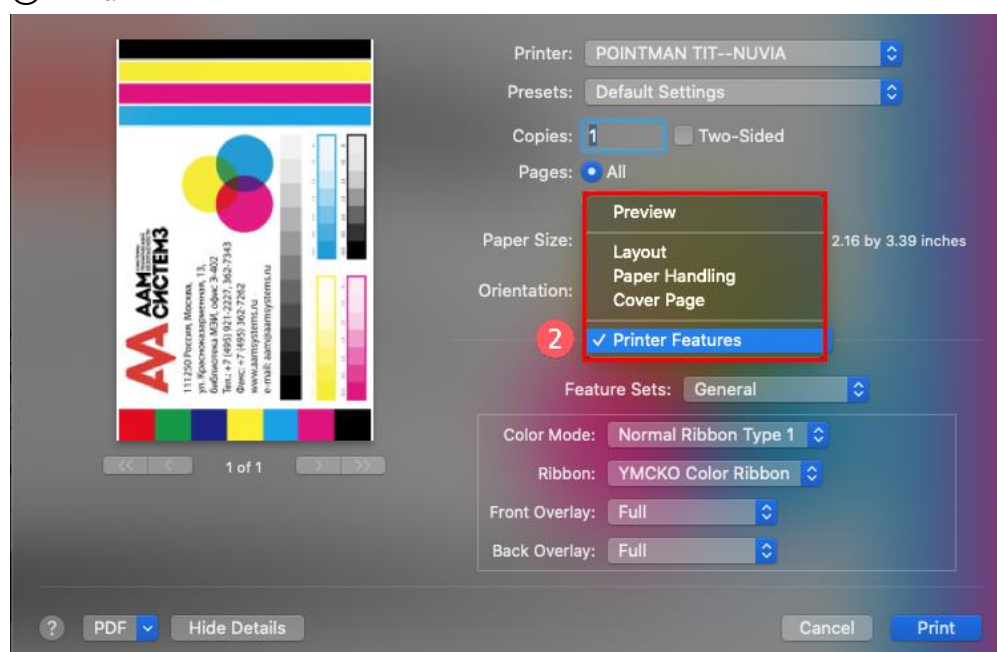 Printer: POINTMAN TIT--NUVIA
Presets: Default Settings
Copies: 1 Two-Sided
Pages: All
Preview
Paper Size: 2.16 by 3.39 inches
Layout
Paper Handling
Orientation:
Cover Page
2 ✓ Printer Features
Feature Sets: General
Color Mode: Normal Ribbon Type 1
Ribbon: YMCKO Color Ribbon
Front Overlay: Full
Back Overlay: Full
ААМ
СИСТЕМЗ
111250 Россия, Москва,
ул. Красноказарменная, 13,
библиотека МЭИ, офис 3-402
Тел.: +7 (495) 921-2227, 362-7343
Факс: +7 (495) 362-7262
www.aamsystems.ru
e-mail: aam@aamsystems.ru
<< < 1 of 1 > >>
? PDF Hide Details Cancel Print